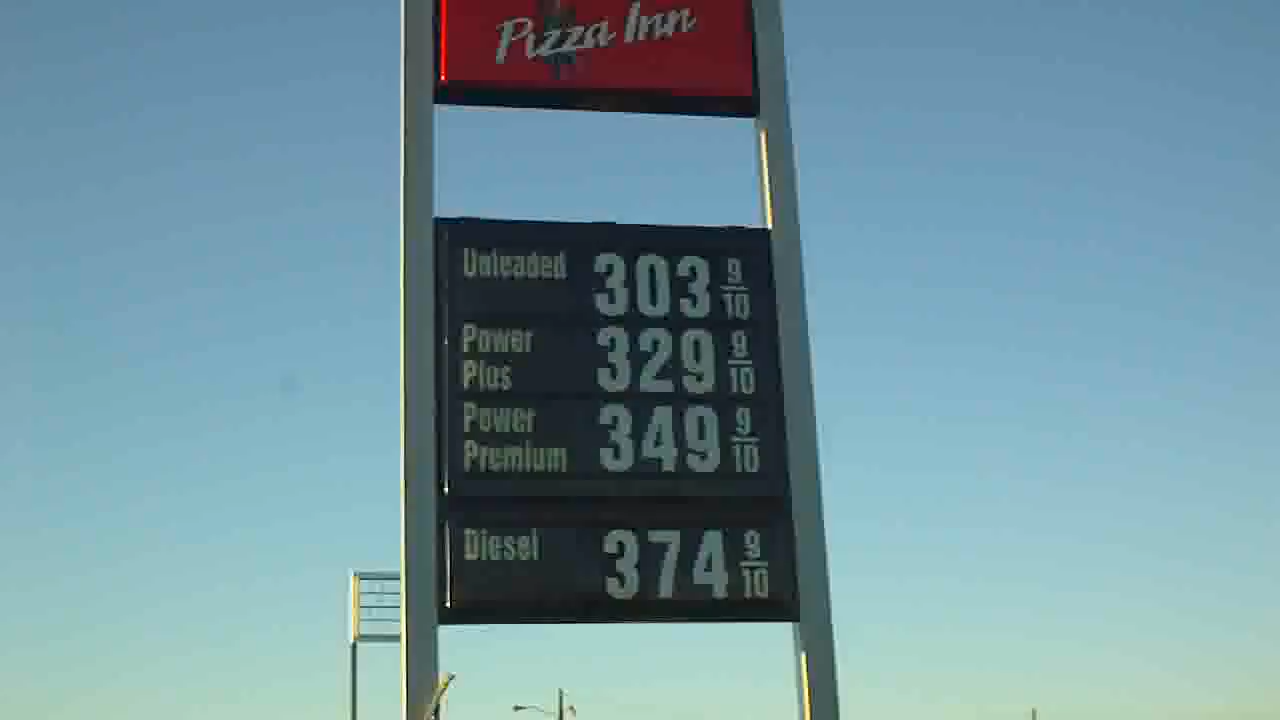 Pizza Inn
Unleaded 303 9/10
Power
Plus 329 9/10
Power
Premium 349 9/10
Diesel 374 9/10